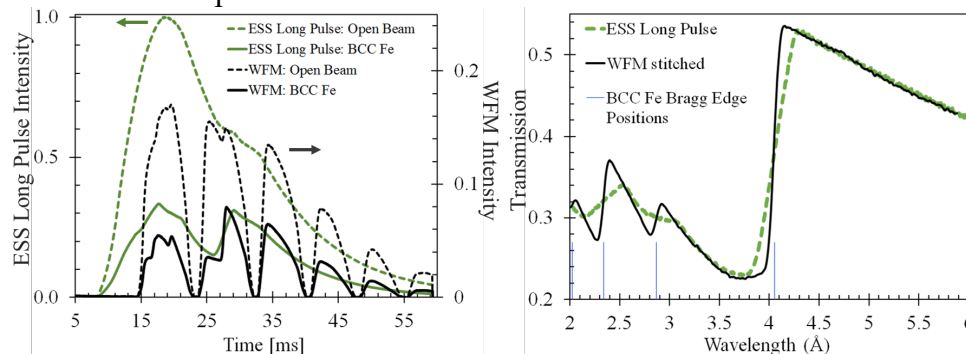 ESS Long Pulse Intensity
1.0
0.5
0.0
5
15
25
35
45
55
Time [ms]
ESS Long Pulse: Open Beam
ESS Long Pulse: BCC Fe
WFM: Open Beam
WFM: BCC Fe
0.2
0.1
0
WFM Intensity
Transmission
0.5
0.4
0.3
0.2
2
2.5
3
3.5
4
4.5
5
5.5
Wavelength (Å)
ESS Long Pulse
WFM stitched
BCC Fe Bragg Edge
Positions